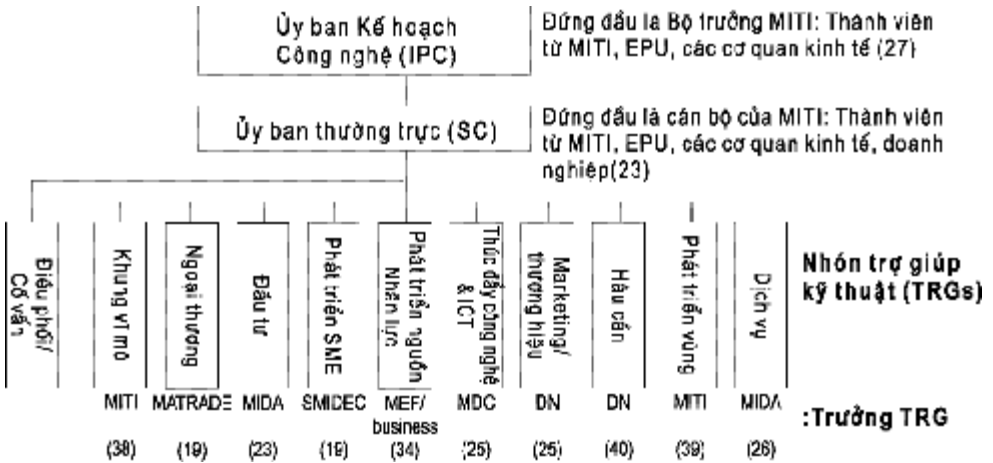 Ủy ban Kế hoạch
Công nghệ (IPC)
Đứng đầu là Bộ trưởng MITI: Thành viên
từ MITI, EPU, các cơ quan kinh tế (27)
Ủy ban thường trực (SC)
Đứng đầu là cán bộ của MITI: Thành viên
từ MITI, EPU, các cơ quan kinh tế, doanh
nghiệp(23)
Điều phối/
Cố vấn
Khung vĩ mô
Ngoại thương
Đầu tư
Phát triển SME
Phát triển nguồn
Nhân lực
Thúc đẩy công nghệ
& ICT
Marketing/
thương hiệu
Hậu cần
Phát triển vùng
Dịch vụ
Nhón trợ giúp
kỹ thuật (TRGs)
MITI
MATRADE
MIDA
SMIDEC
MEF/
business
MDC
DN
DN
MITI
MIDA
:Trưởng TRG
(38)
(19)
(23)
(19)
(34)
(25)
(25)
(40)
(39)
(26)